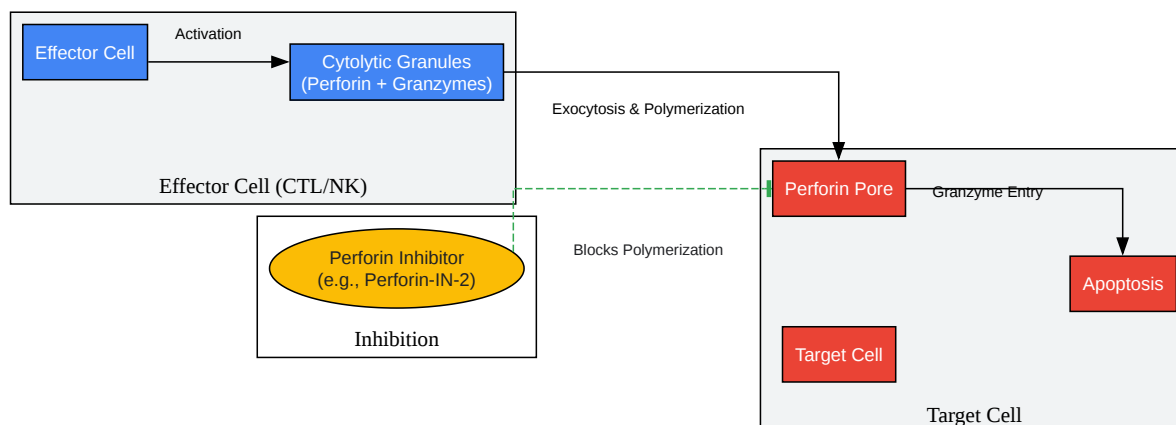 Effector Cell
Activation
Cytolytic Granules
(Perforin + Granzymes)
Exocytosis & Polymerization
Effector Cell (CTL/NK)
Perforin Pore
Granzyme Entry
Perforin Inhibitor
(e.g., Perforin-IN-2)
Blocks Polymerization
Inhibition
Apoptosis
Target Cell
Target Cell